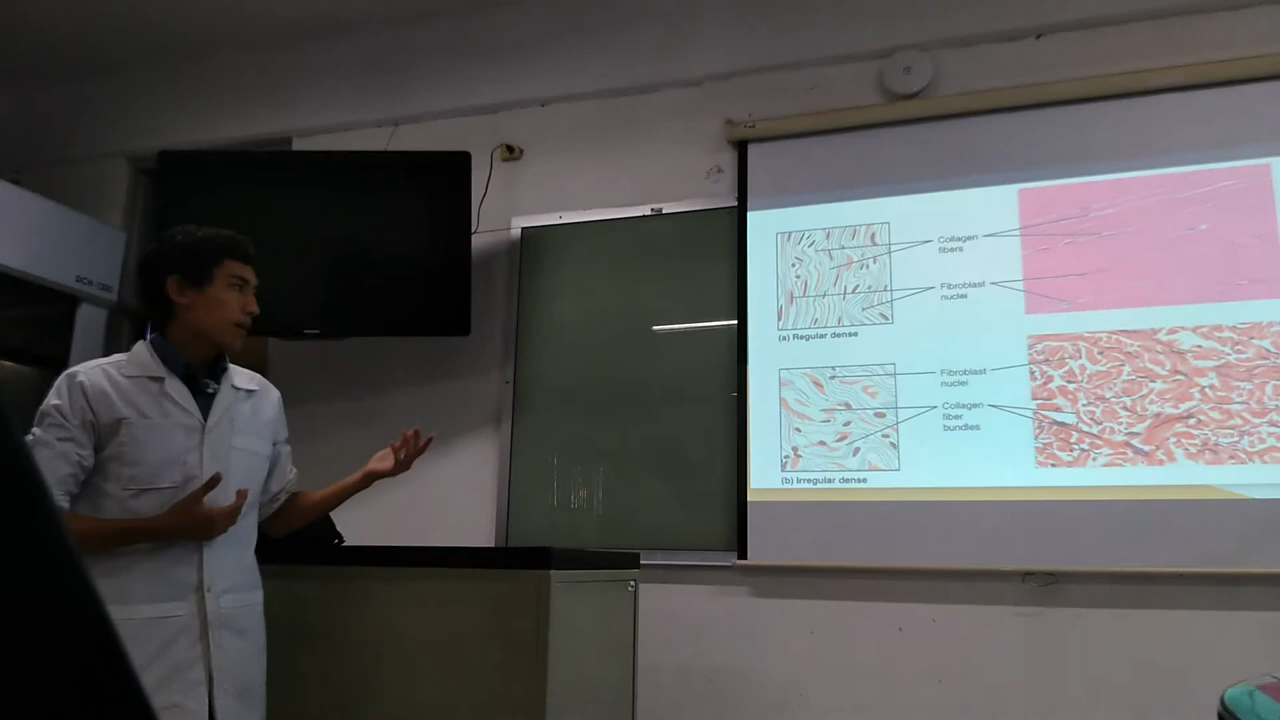 Collagen
fibers
Fibroblast
nuclei
(a) Regular dense
Fibroblast
nuclei
Collagen
fiber
bundles
(b) Irregular dense